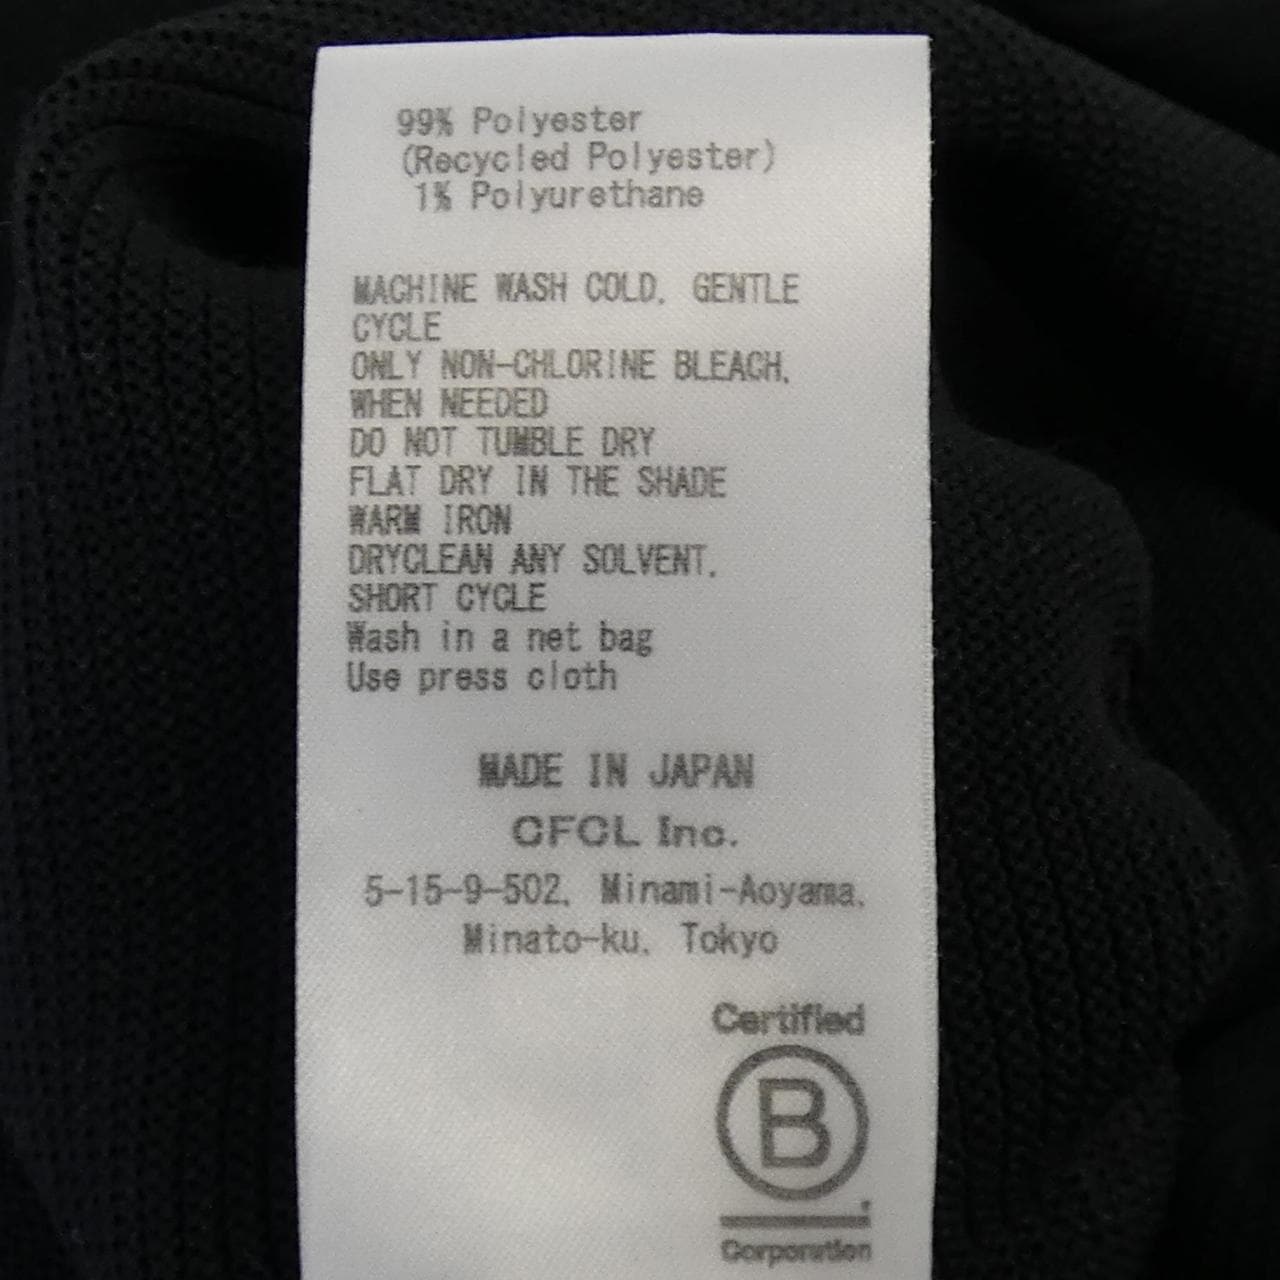 99% Polyester
(Recycled Polyester)
1% Polyurethane
MACHINE WASH COLD, GENTLE
CYCLE
ONLY NON-CHLORINE BLEACH,
WHEN NEEDED
DO NOT TUMBLE DRY
FLAT DRY IN THE SHADE
WARM IRON
DRYCLEAN ANY SOLVENT,
SHORT CYCLE
Wash in a net bag
Use press cloth
MADE IN JAPAN
CFCL Inc.
5-15-9-502, Minami-Aoyama,
Minato-ku, Tokyo
Certified
B
Corporation